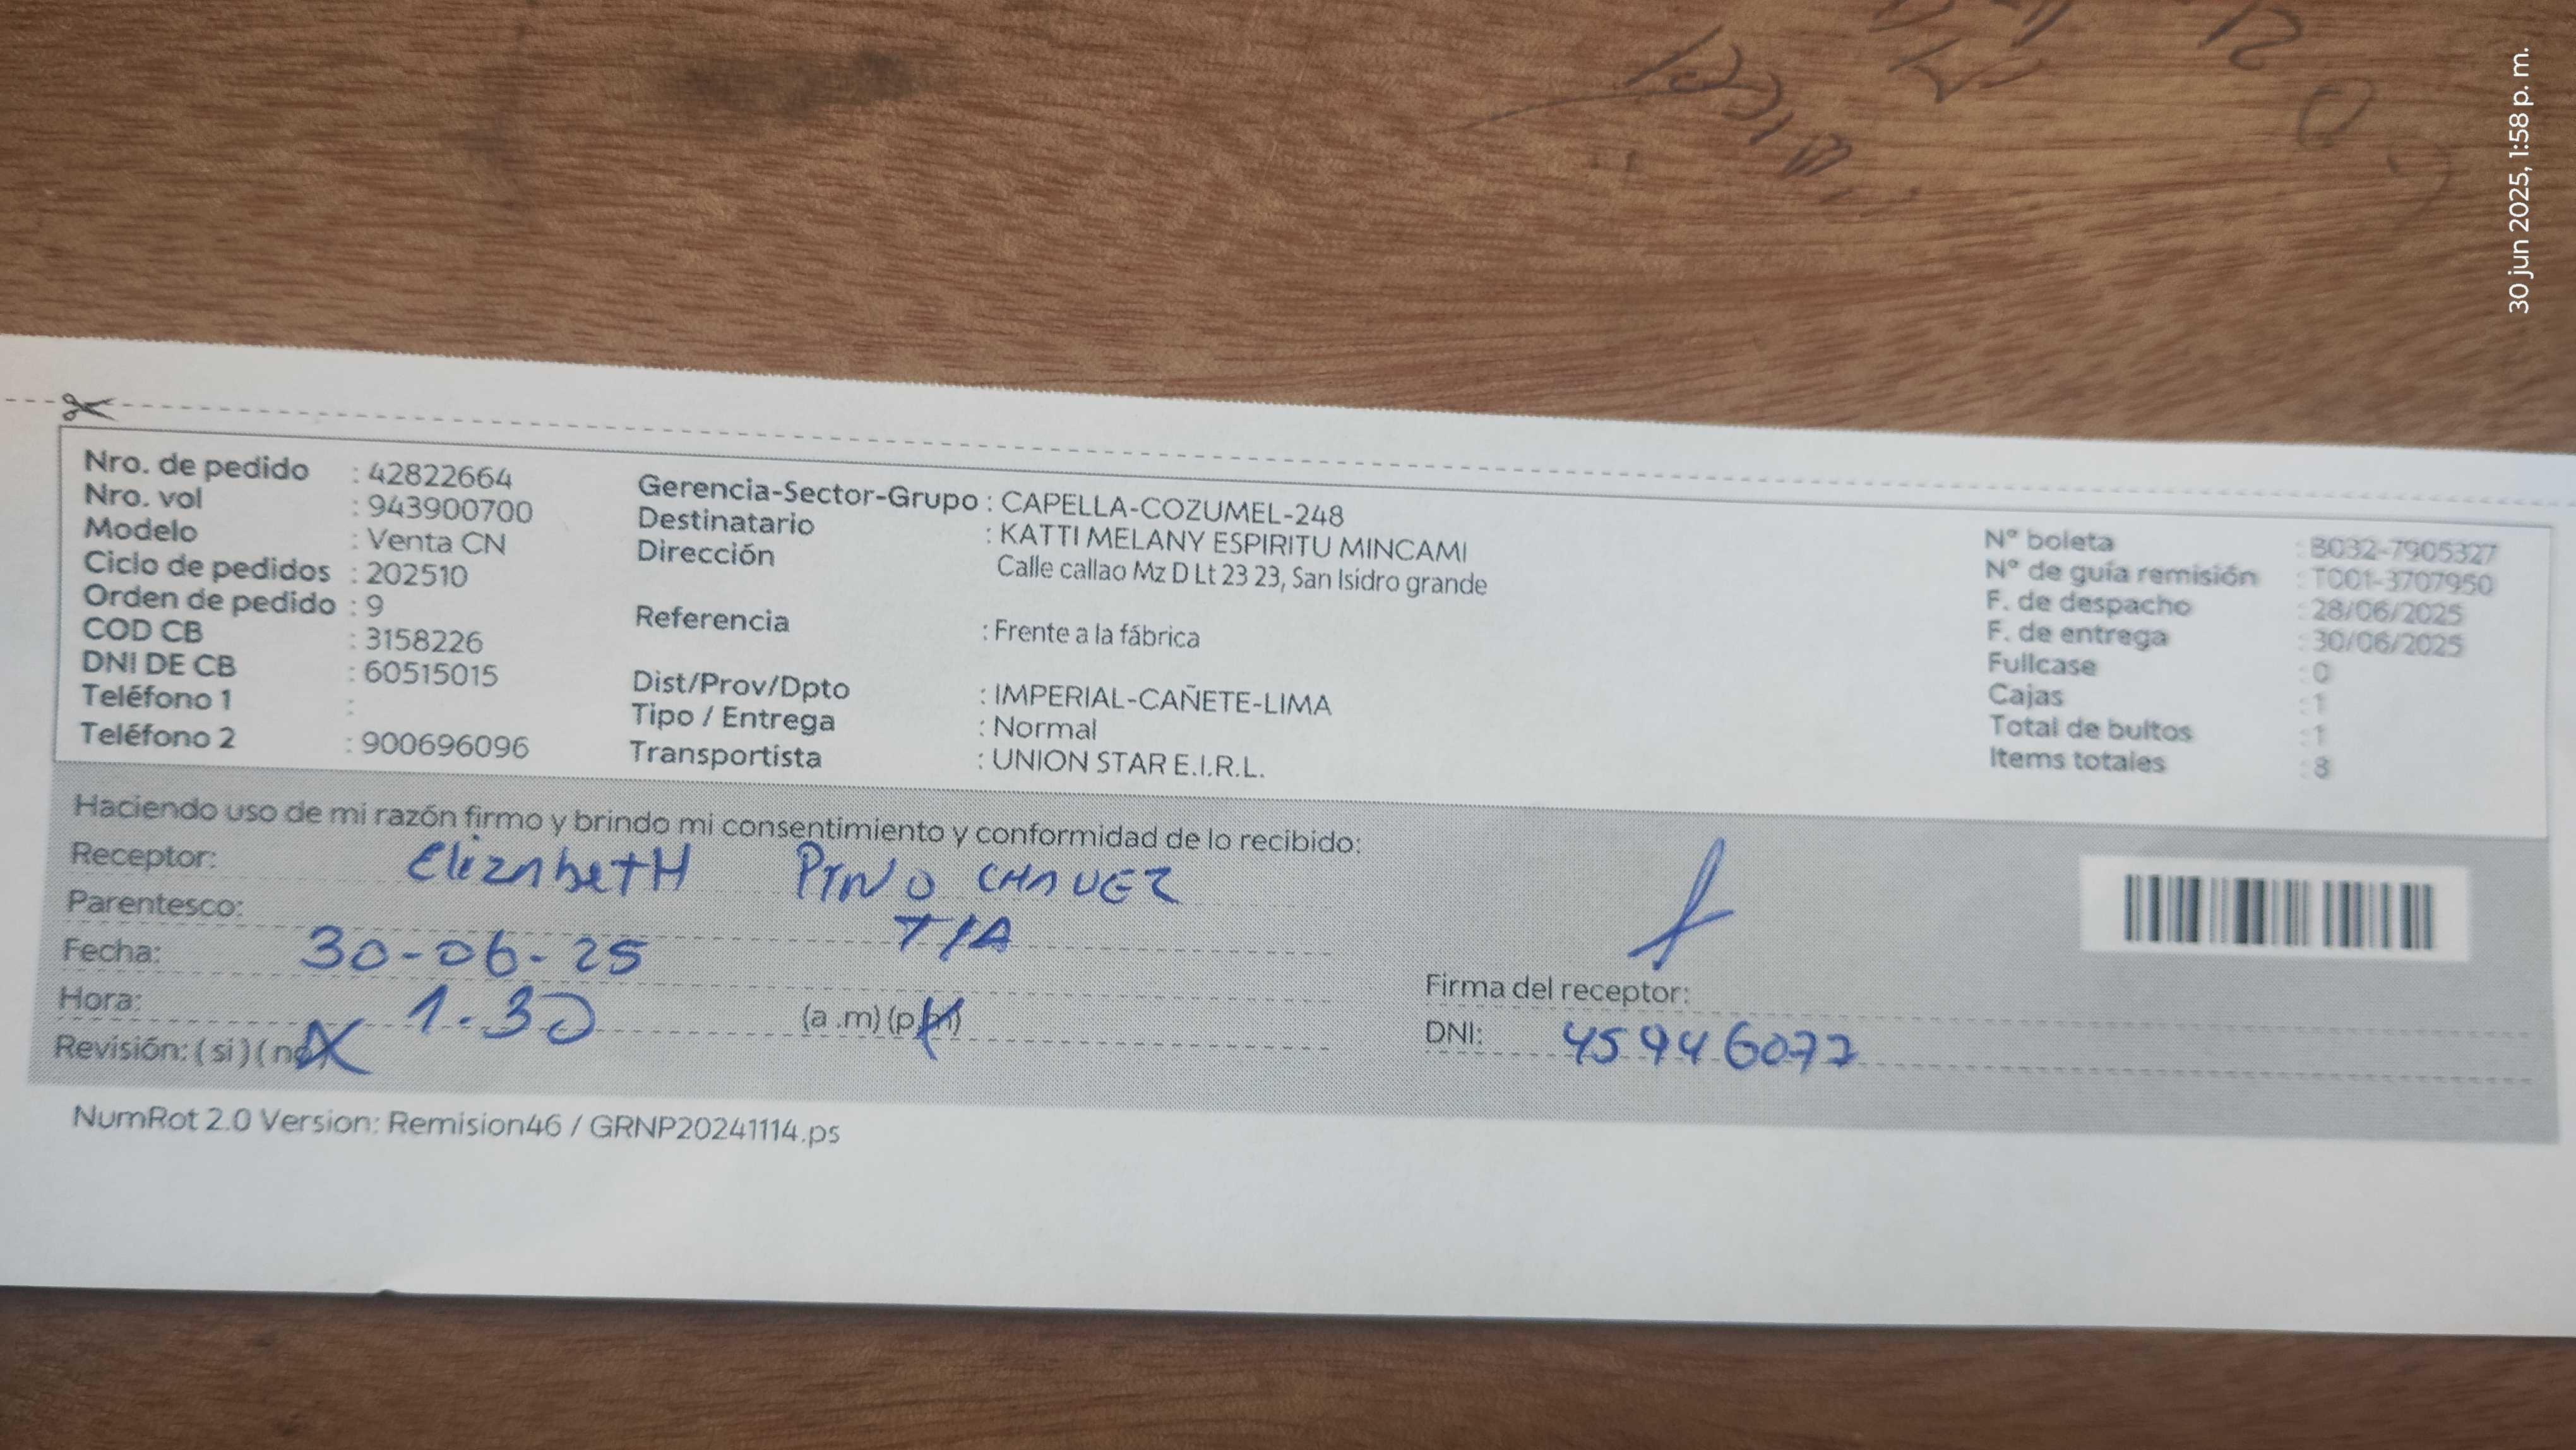 30 jun 2025, 1:58 p. m.
Nro. de pedido : 42822664
Nro. vol : 943900700
Modelo : Venta CN
Ciclo de pedidos : 202510
Orden de pedido : 9
COD CB : 3158226
DNI DE CB : 60515015
Teléfono 1 :
Teléfono 2 : 900696096
Gerencia-Sector-Grupo : CAPELLA-COZUMEL-248
Destinatario : KATTI MELANY ESPIRITU MINCAMI
Dirección Calle callao Mz D Lt 23 23, San Isidro grande
Referencia : Frente a la fábrica
Dist/Prov/Dpto : IMPERIAL-CAÑETE-LIMA
Tipo / Entrega : Normal
Transportista : UNION STAR E.I.R.L.
N° boleta : B032-7905327
N° de guía remisión : T001-3707950
F. de despacho : 28/06/2025
F. de entrega : 30/06/2025
Fullcase : 0
Cajas : 1
Total de bultos : 1
Items totales : 8
Haciendo uso de mi razón firmo y brindo mi consentimiento y conformidad de lo recibido:
Receptor: ElizabetH PINO CHAVEZ
Parentesco: TIA
Fecha: 30-06-25
Hora: 1.30 (a .m) (p.m)
Revisión: ( si ) ( no )
Firma del receptor:
DNI: 45946077
NumRot 2.0 Version: Remision46 / GRNP20241114.ps